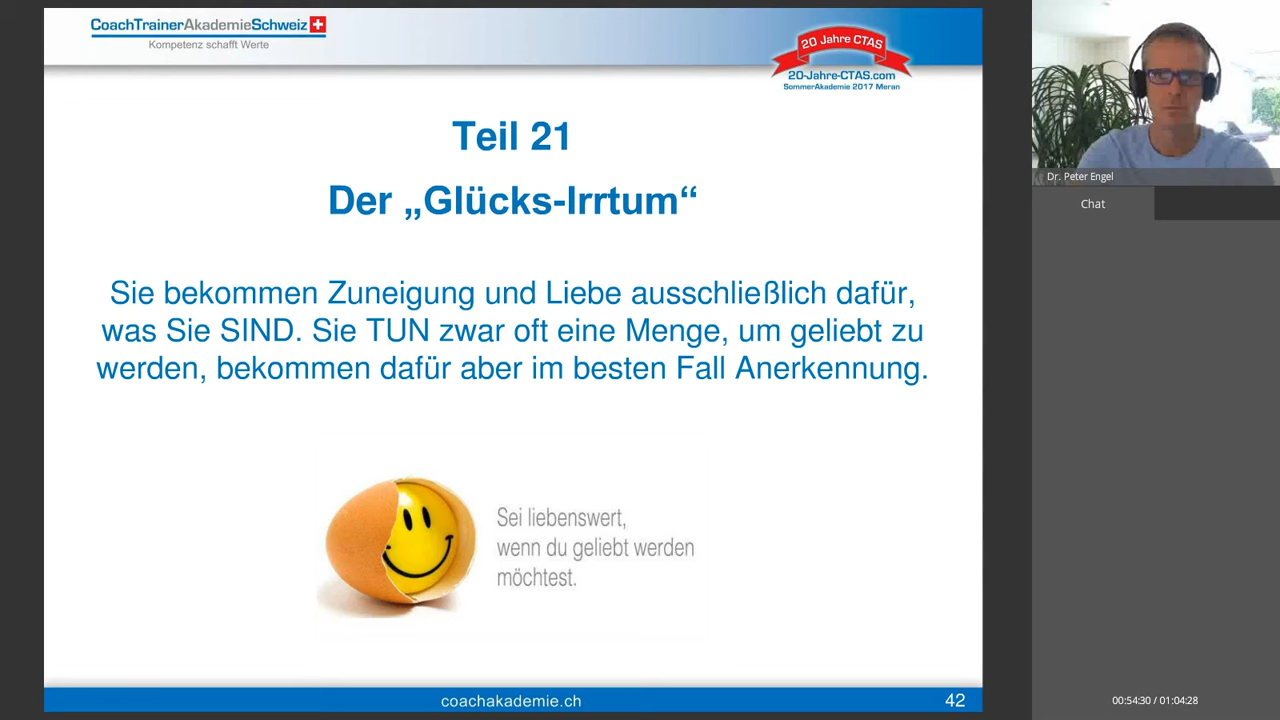 CoachTrainerAkademieSchweiz
Kompetenz schafft Werte
20 Jahre CTAS
20-Jahre-CTAS.com
SommerAkademie 2017 Meran
Teil 21
Der „Glücks-Irrtum“
Sie bekommen Zuneigung und Liebe ausschließlich dafür,
was Sie SIND. Sie TUN zwar oft eine Menge, um geliebt zu
werden, bekommen dafür aber im besten Fall Anerkennung.
Sei liebenswert,
wenn du geliebt werden
möchtest.
coachakademie.ch
42
Dr. Peter Engel
Chat
00:54:30 / 01:04:28